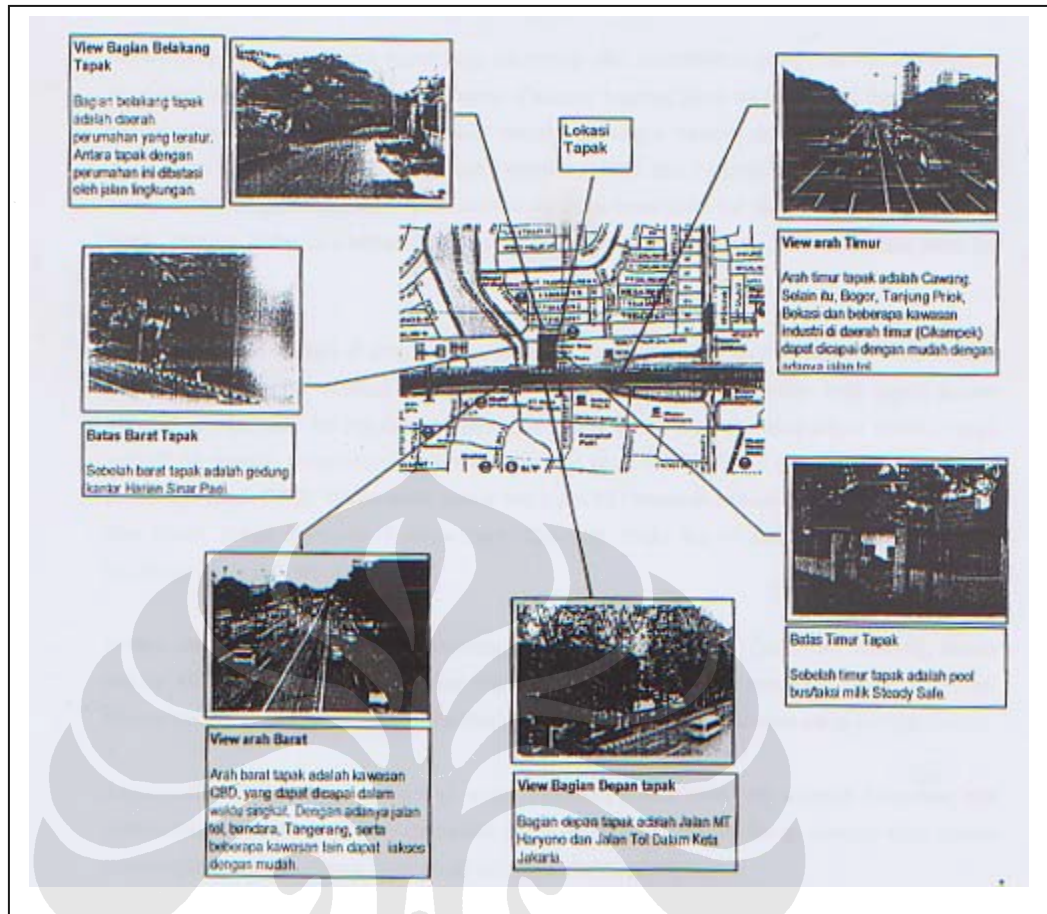 View Bagian Belakang
Tapak
Bagian belakang tapak
adalah daerah
perumahan yang teratur.
Antara tapak dengan
perumahan ini dibatasi
oleh jalan lingkungan.
Lokasi
Tapak
View arah Timur
Arah timur tapak adalah Cawang.
Selain itu, Bogor, Tanjung Priok,
Bekasi dan beberapa kawasan
industri di daerah timur (Cikampek)
dapat dicapai dengan mudah dengan
adanya jalan tol
Batas Barat Tapak
Sebelah barat tapak adalah gedung
kantor Harian Sinar Pagi
Batas Timur Tapak
Sebelah timur tapak adalah pool
bus/taksi milik Steady Safe.
View arah Barat
Arah barat tapak adalah kawasan
CBD, yang dapat dicapai dalam
waktu singkat. Dengan adanya jalan
tol, bandara, Tangerang, serta
beberapa kawasan lain dapat iakses
dengan mudah.
View Bagian Depan tapak
Bagian depan tapak adalah Jalan MT
Haryono dan Jalan Tol Dalam Kota
Jakarta.